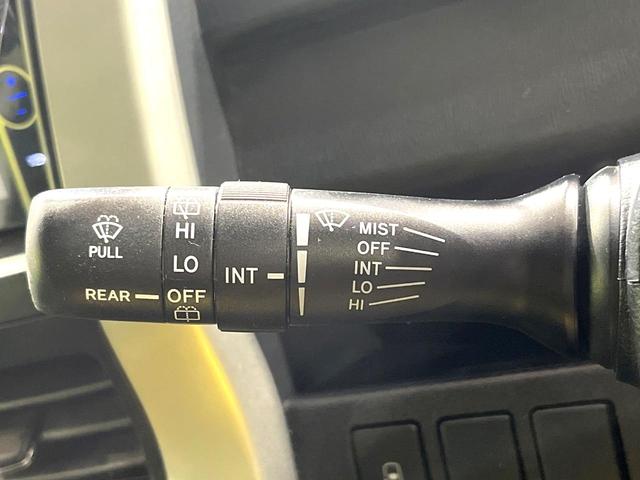 PULL
REAR
HI
LO
OFF
INT
MIST
OFF
INT
LO
HI